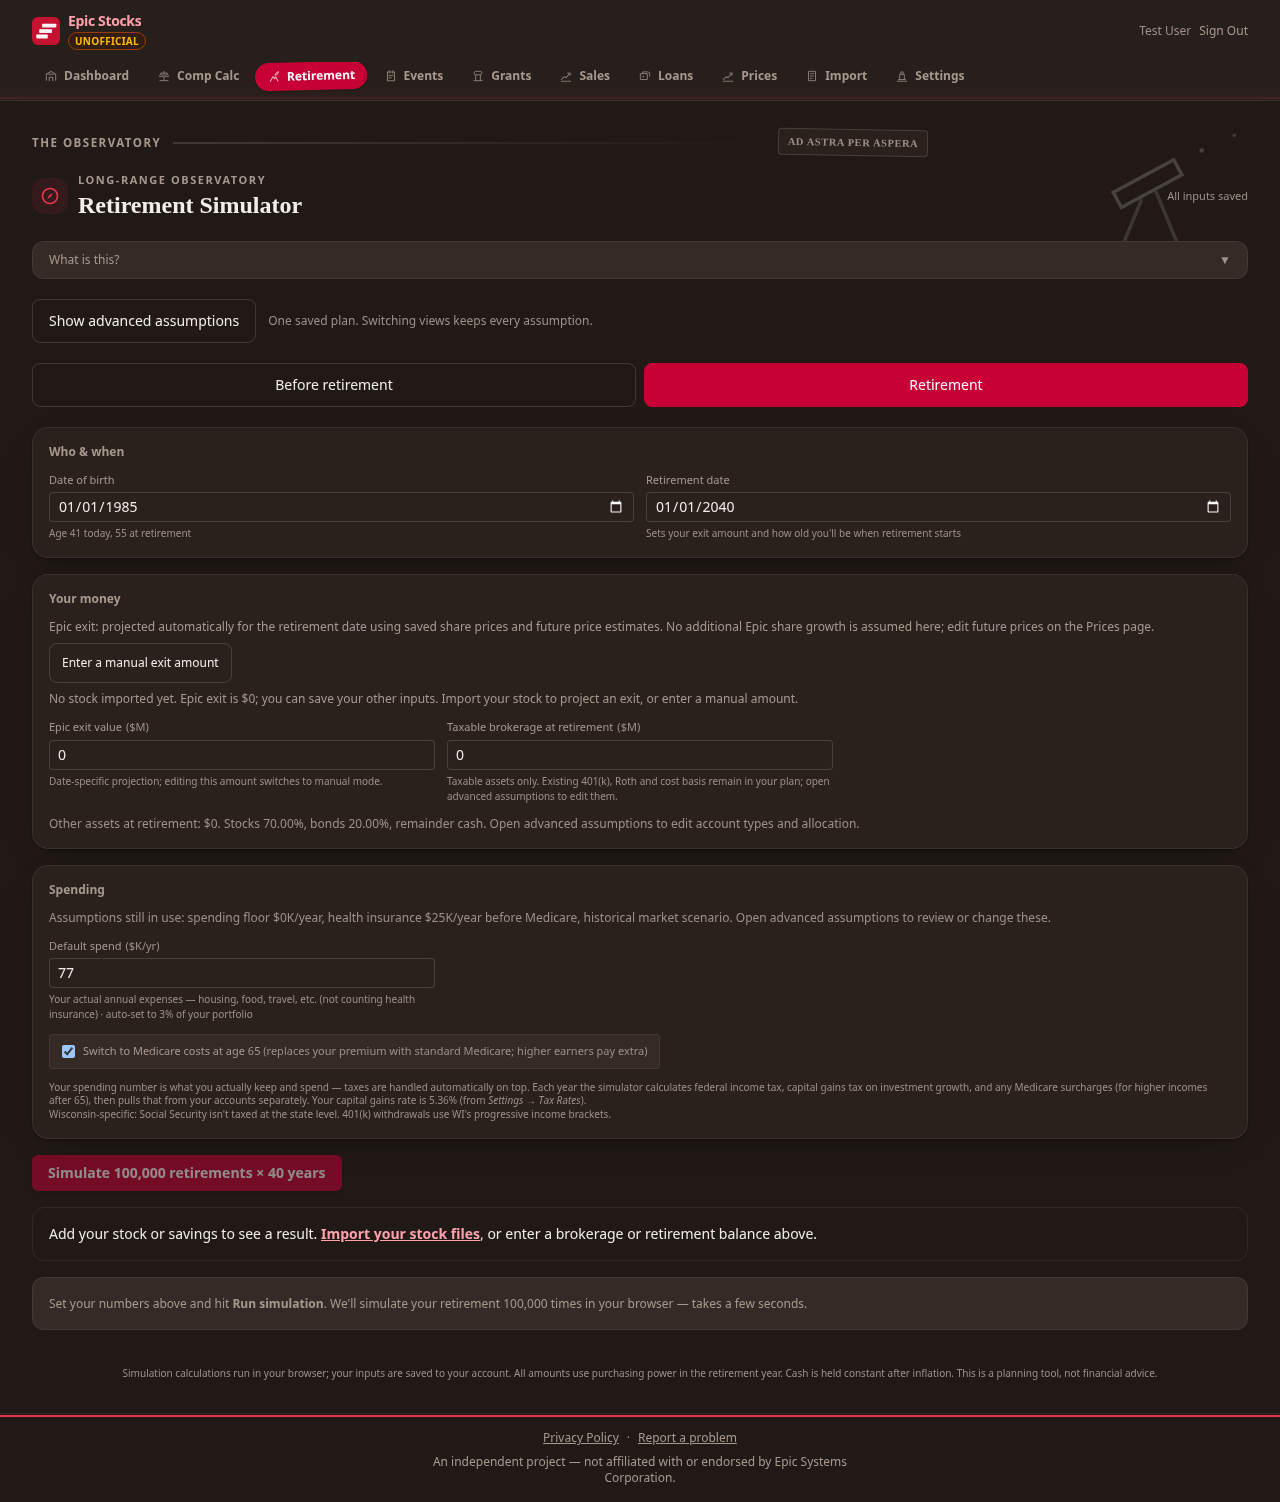 Epic Stocks
UNOFFICIAL
Test User Sign Out
Dashboard Comp Calc Retirement Events Grants Sales Loans Prices Import Settings
THE OBSERVATORY
AD ASTRA PER ASPERA
LONG-RANGE OBSERVATORY
Retirement Simulator
All inputs saved
What is this? ▼
Show advanced assumptions
One saved plan. Switching views keeps every assumption.
Before retirement
Retirement
Who & when
Date of birth
Retirement date
01/01/1985
01/01/2040
Age 41 today, 55 at retirement
Sets your exit amount and how old you'll be when retirement starts
Your money
Epic exit: projected automatically for the retirement date using saved share prices and future price estimates. No additional Epic share growth is assumed here; edit future prices on the Prices page.
Enter a manual exit amount
No stock imported yet. Epic exit is $0; you can save your other inputs. Import your stock to project an exit, or enter a manual amount.
Epic exit value ($M)
Taxable brokerage at retirement ($M)
0
0
Date-specific projection; editing this amount switches to manual mode.
Taxable assets only. Existing 401(k), Roth and cost basis remain in your plan; open
advanced assumptions to edit them.
Other assets at retirement: $0. Stocks 70.00%, bonds 20.00%, remainder cash. Open advanced assumptions to edit account types and allocation.
Spending
Assumptions still in use: spending floor $0K/year, health insurance $25K/year before Medicare, historical market scenario. Open advanced assumptions to review or change these.
Default spend ($K/yr)
77
Your actual annual expenses — housing, food, travel, etc. (not counting health
insurance) · auto-set to 3% of your portfolio
Switch to Medicare costs at age 65 (replaces your premium with standard Medicare; higher earners pay extra)
Your spending number is what you actually keep and spend — taxes are handled automatically on top. Each year the simulator calculates federal income tax, capital gains tax on investment growth, and any Medicare surcharges (for higher incomes
after 65), then pulls that from your accounts separately. Your capital gains rate is 5.36% (from Settings → Tax Rates).
Wisconsin-specific: Social Security isn't taxed at the state level. 401(k) withdrawals use WI's progressive income brackets.
Simulate 100,000 retirements × 40 years
Add your stock or savings to see a result. Import your stock files, or enter a brokerage or retirement balance above.
Set your numbers above and hit Run simulation. We'll simulate your retirement 100,000 times in your browser — takes a few seconds.
Simulation calculations run in your browser; your inputs are saved to your account. All amounts use purchasing power in the retirement year. Cash is held constant after inflation. This is a planning tool, not financial advice.
Privacy Policy · Report a problem
An independent project — not affiliated with or endorsed by Epic Systems
Corporation.